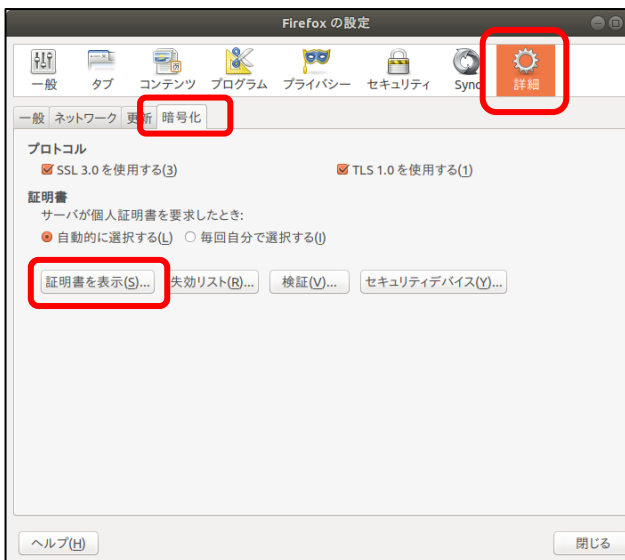 Firefox の設定
一般 タブ コンテンツ プログラム プライバシー セキュリティ Sync 詳細
一般 ネットワーク 更新 暗号化
プロトコル
SSL 3.0 を使用する(3) TLS 1.0 を使用する(1)
証明書
サーバが個人証明書を要求したとき:
自動的に選択する(L) 毎回自分で選択する(I)
証明書を表示(S)... 失効リスト(R)... 検証(V)... セキュリティデバイス(Y)...
ヘルプ(H) 閉じる